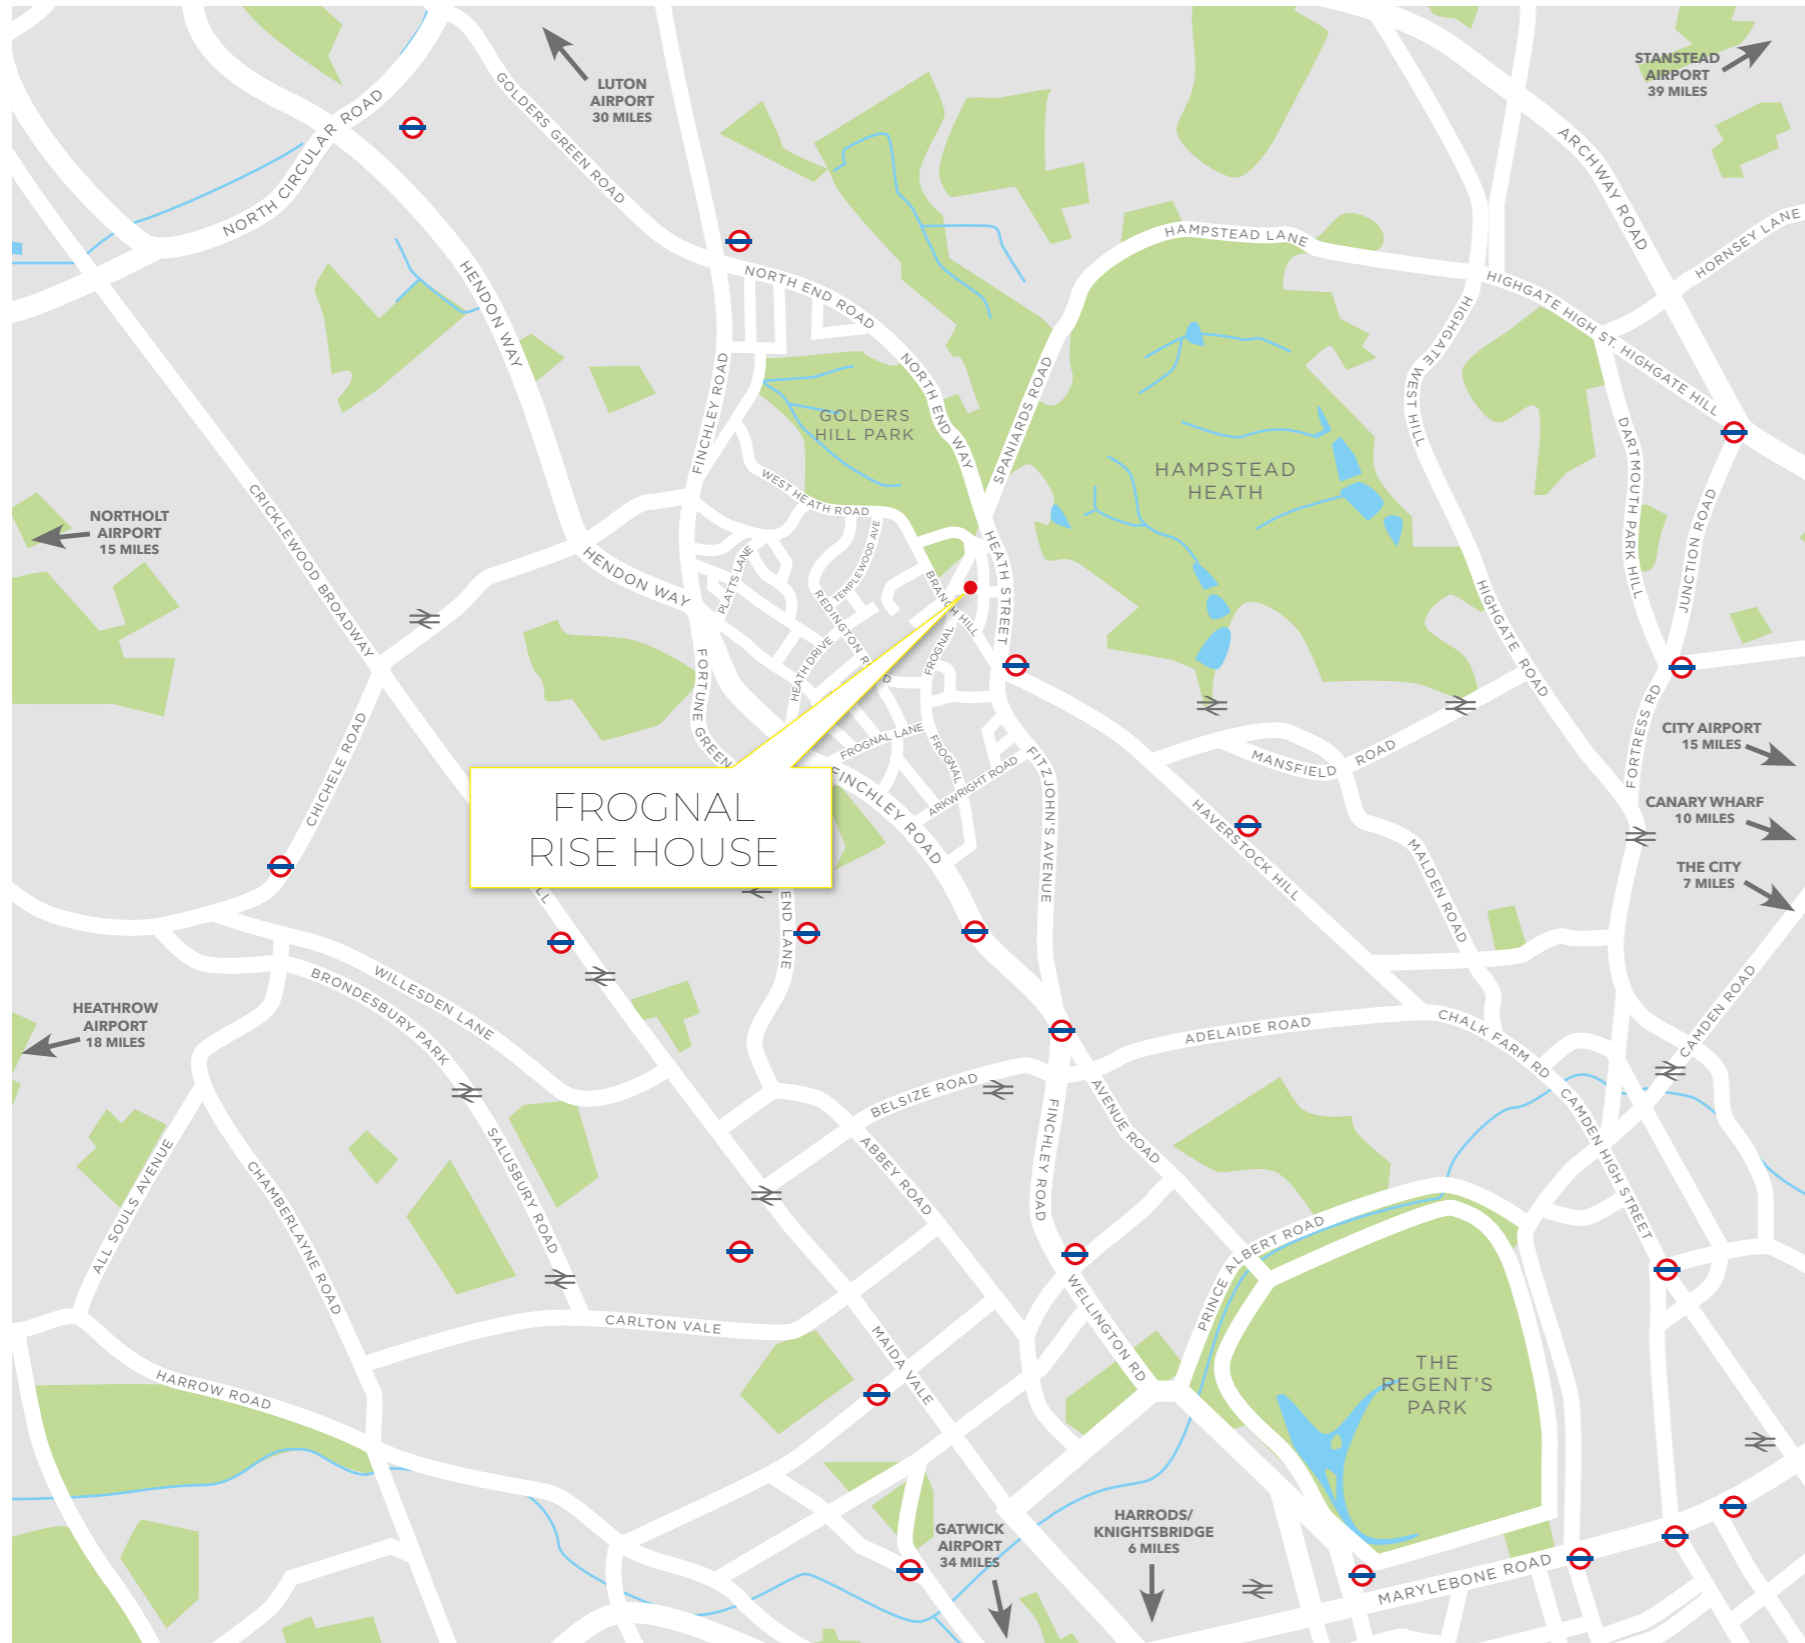 LUTON
AIRPORT
30 MILES
STANSTEAD
AIRPORT
39 MILES
GOLDERS GREEN ROAD
NORTH CIRCULAR ROAD
ARCHWAY ROAD
HORNSEY LANE
HAMPSTEAD LANE
HENDON WAY
NORTH END ROAD
HIGHGATE HIGH ST.
HIGHGATE HILL
HIGHGATE WEST HILL
FINCHLEY ROAD
NORTH END WAY
SPANIARDS ROAD
GOLDERS
HILL PARK
HAMPSTEAD
HEATH
DARTMOUTH PARK HILL
JUNCTION ROAD
WEST HEATH ROAD
CRICKLEWOOD BROADWAY
NORTHOLT
AIRPORT
15 MILES
HENDON WAY
PLATTS LANE
TEMPLEWOOD AVE
REDINGTON R
D
BRANCH HILL
HEATH STREET
HEATH DRIVE
FROGNAL
HIGHGATE ROAD
FORTUNE GREEN
FROGNAL LANE
FROGNAL
ARKWRIGHT ROAD
FITZJOHN'S AVENUE
MANSFIELD ROAD
FORTRESS RD
CITY AIRPORT
15 MILES
CANARY WHARF
10 MILES
THE CITY
7 MILES
CHICHELE ROAD
FROGNAL
RISE HOUSE
FINCHLEY ROAD
HAVERSTOCK HILL
MALDEN ROAD
LL
END LANE
WILLESDEN LANE
BRONDESBURY PARK
HEATHROW
AIRPORT
18 MILES
CAMDEN ROAD
ADELAIDE ROAD
CHALK FARM RD
BELSIZE ROAD
FINCHLEY ROAD
AVENUE ROAD
CAMDEN HIGH STREET
ABBEY ROAD
SALUSBURY ROAD
ALL SOULS AVENUE
CHAMBERLAYNE ROAD
PRINCE ALBERT ROAD
WELLINGTON RD
CARLTON VALE
MAIDA VALE
HARROW ROAD
THE
REGENT'S
PARK
GATWICK
AIRPORT
34 MILES
HARRODS/
KNIGHTSBRIDGE
6 MILES
MARYLEBONE ROAD